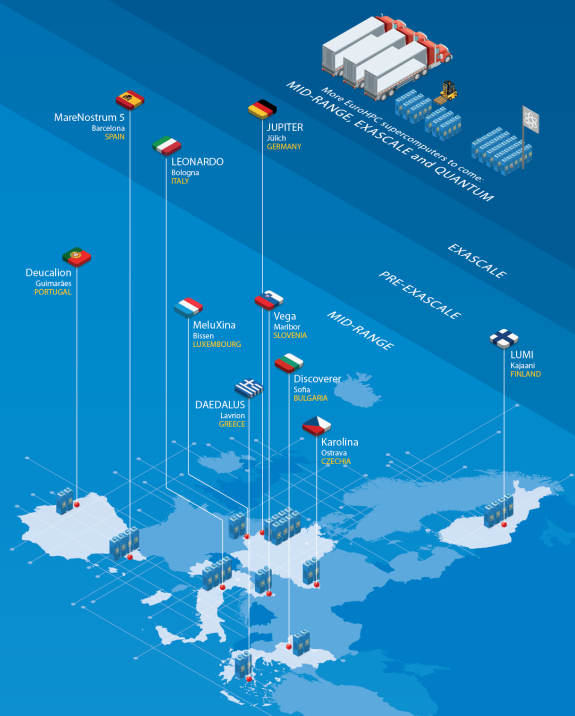 More EuroHPC supercomputers to come:
MID-RANGE, EXASCALE and QUANTUM
MareNostrum 5
Barcelona
SPAIN
JUPITER
Jülich
GERMANY
LEONARDO
Bologna
ITALY
EXASCALE
PRE-EXASCALE
MID-RANGE
Deucalion
Guimarães
PORTUGAL
MeluXina
Bissen
LUXEMBOURG
Vega
Maribor
SLOVENIA
LUMI
Kajaani
FINLAND
Discoverer
Sofia
BULGARIA
DAEDALUS
Lavrion
GREECE
Karolina
Ostrava
CZECHIA